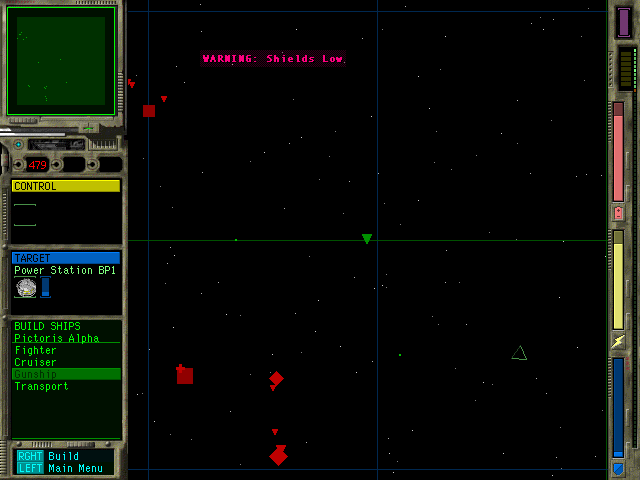 WARNING: Shields Low
479
CONTROL
TARGET
Power Station BP1
BUILD SHIPS
Pictoris Alpha
Fighter
Cruiser
Gunship
Transport
RGHT Build
LEFT Main Menu